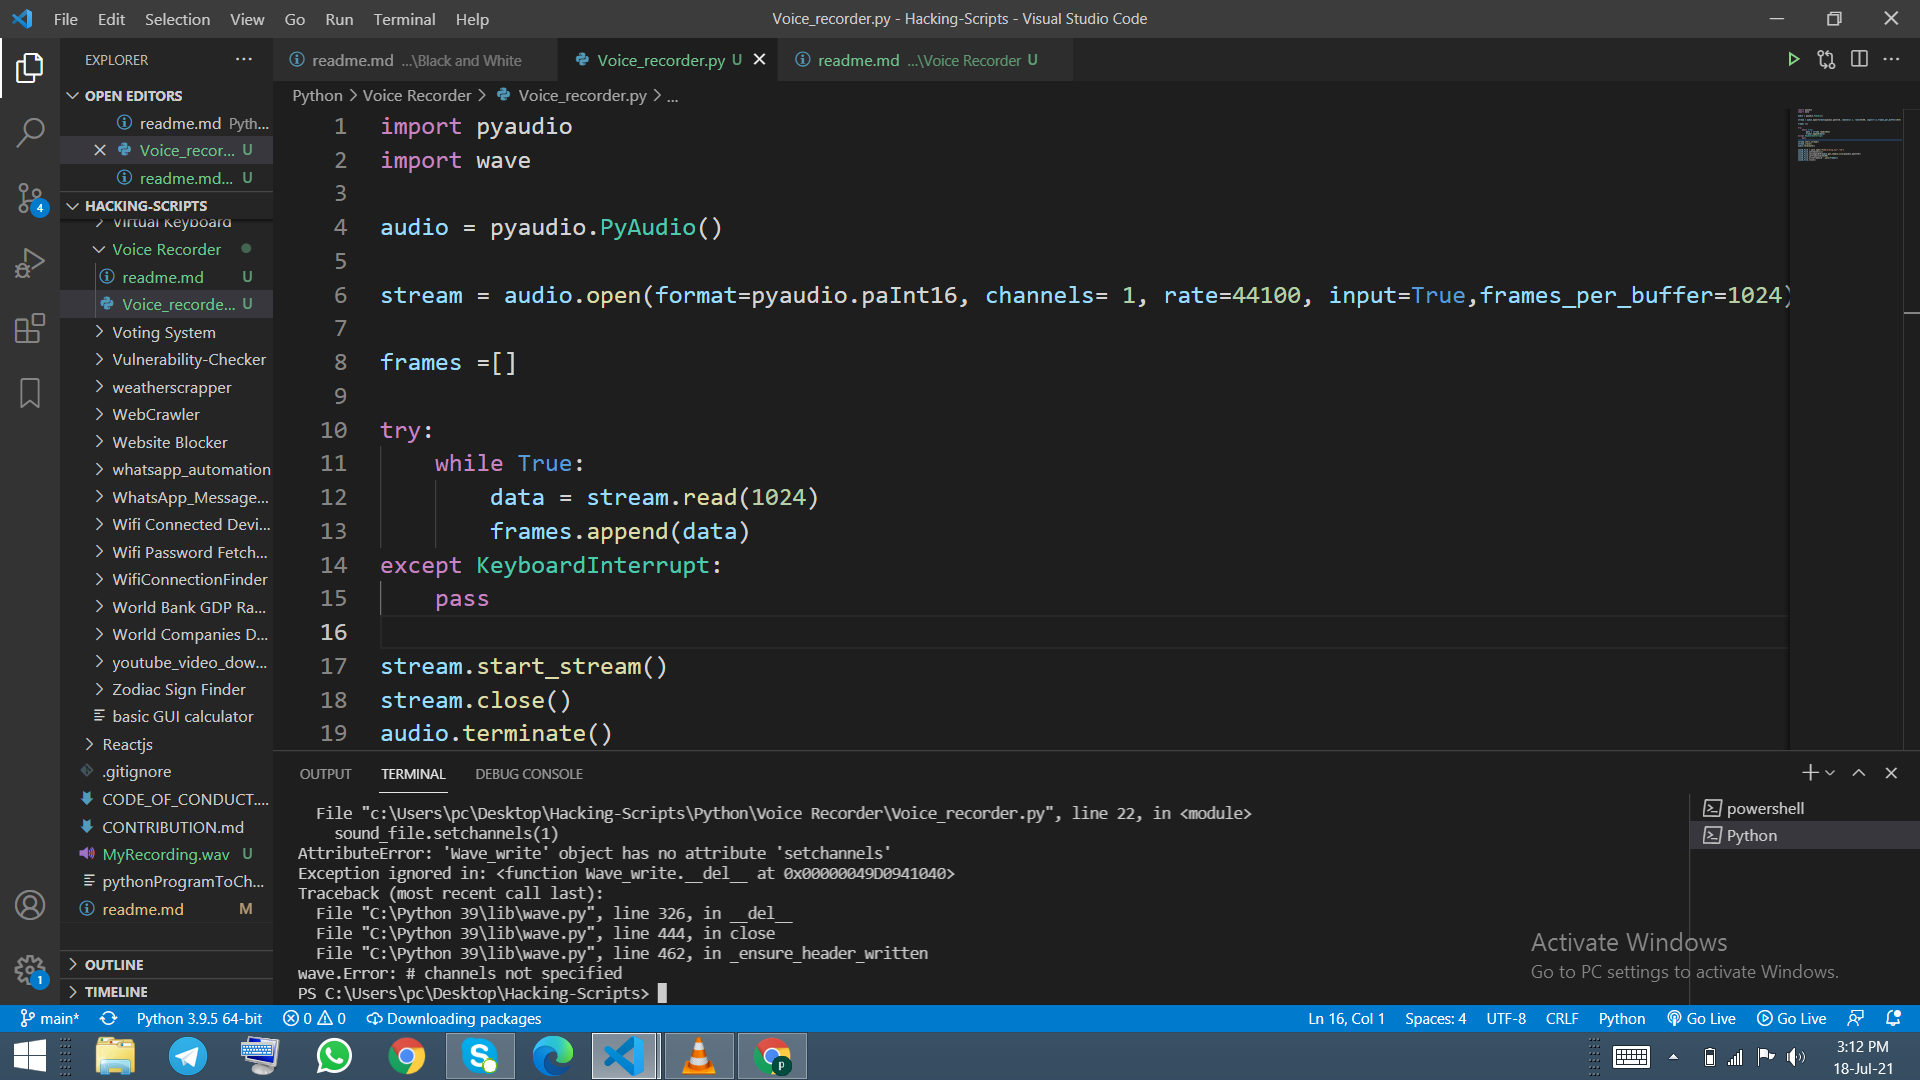 File Edit Selection View Go Run Terminal Help
Voice_recorder.py - Hacking-Scripts - Visual Studio Code
EXPLORER
OPEN EDITORS
readme.md Pyth...
Voice_recor... U
readme.md... U
HACKING-SCRIPTS
Virtual Keyboard
Voice Recorder
readme.md U
Voice_recorde... U
Voting System
Vulnerability-Checker
weatherscrapper
WebCrawler
Website Blocker
whatsapp_automation
WhatsApp_Message...
Wifi Connected Devi...
Wifi Password Fetch...
WifiConnectionFinder
World Bank GDP Ra...
World Companies D...
youtube_video_dow...
Zodiac Sign Finder
basic GUI calculator
Reactjs
.gitignore
CODE_OF_CONDUCT....
CONTRIBUTION.md
MyRecording.wav U
pythonProgramToCh...
readme.md M
OUTLINE
TIMELINE
4
1
readme.md ...\Black and White
Voice_recorder.py U
readme.md ...\Voice Recorder U
Python > Voice Recorder > Voice_recorder.py > ...
1 import pyaudio
2 import wave
3
4 audio = pyaudio.PyAudio()
5
6 stream = audio.open(format=pyaudio.paInt16, channels= 1, rate=44100, input=True,frames_per_buffer=1024)
7
8 frames =[]
9
10 try:
11 while True:
12 data = stream.read(1024)
13 frames.append(data)
14 except KeyboardInterrupt:
15 pass
16
17 stream.start_stream()
18 stream.close()
19 audio.terminate()
OUTPUT TERMINAL DEBUG CONSOLE
File "c:\Users\pc\Desktop\Hacking-Scripts\Python\Voice Recorder\Voice_recorder.py", line 22, in <module>
sound_file.setchannels(1)
AttributeError: 'Wave_write' object has no attribute 'setchannels'
Exception ignored in: <function Wave_write.__del__ at 0x00000049D0941040>
Traceback (most recent call last):
File "C:\Python 39\lib\wave.py", line 326, in __del__
File "C:\Python 39\lib\wave.py", line 444, in close
File "C:\Python 39\lib\wave.py", line 462, in _ensure_header_written
wave.Error: # channels not specified
PS C:\Users\pc\Desktop\Hacking-Scripts>
powershell
Python
Activate Windows
Go to PC settings to activate Windows.
main* Python 3.9.5 64-bit 0 0 Downloading packages
Ln 16, Col 1 Spaces: 4 UTF-8 CRLF Python Go Live Go Live
3:12 PM
18-Jul-21